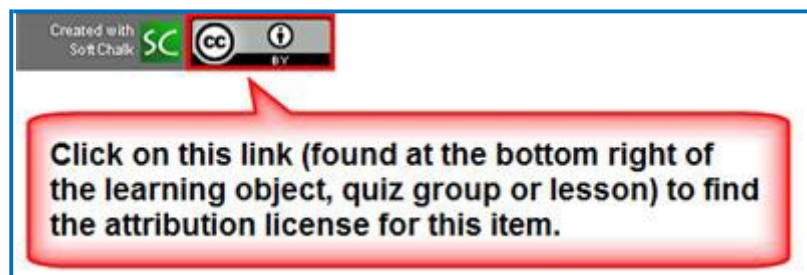 Created with
SoftChalk SC cc
BY
Click on this link (found at the bottom right of
the learning object, quiz group or lesson) to find
the attribution license for this item.